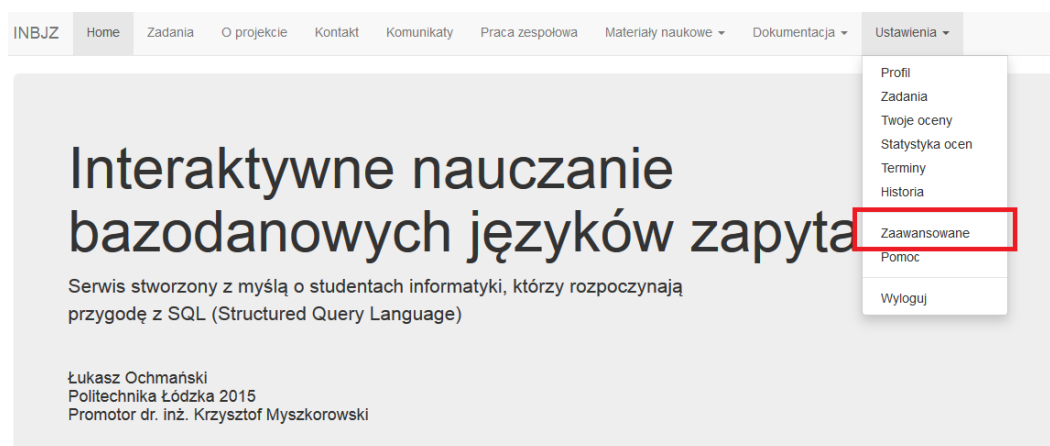 INBJZ Home Zadania O projekcie Kontakt Komunikaty Praca zespołowa Materiały naukowe Dokumentacja Ustawienia
Profil
Zadania
Twoje oceny
Statystyka ocen
Terminy
Historia
Zaawansowane
Pomoc
Wyloguj
Interaktywne nauczanie
bazodanowych języków zapyta
Serwis stworzony z myślą o studentach informatyki, którzy rozpoczynają
przygodę z SQL (Structured Query Language)
Łukasz Ochmański
Politechnika Łódzka 2015
Promotor dr. inż. Krzysztof Myszkorowski